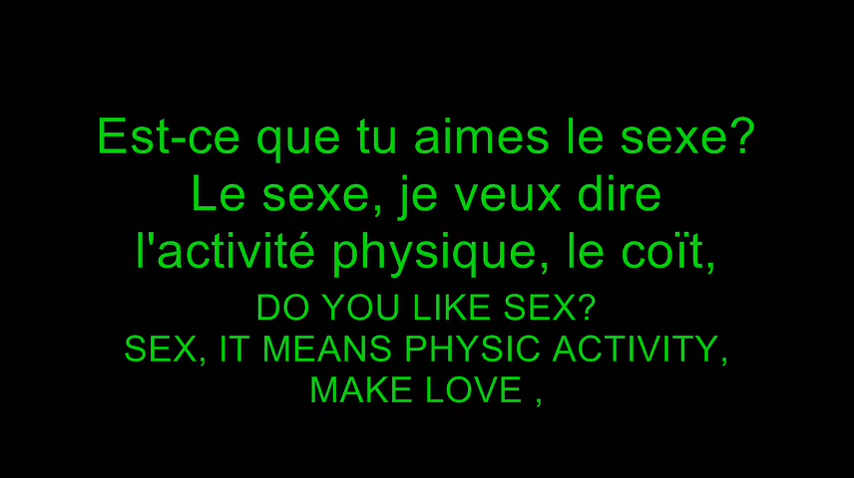 Est-ce que tu aimes le sexe?
Le sexe, je veux dire
l'activité physique, le coït,
DO YOU LIKE SEX?
SEX, IT MEANS PHYSIC ACTIVITY,
MAKE LOVE ,